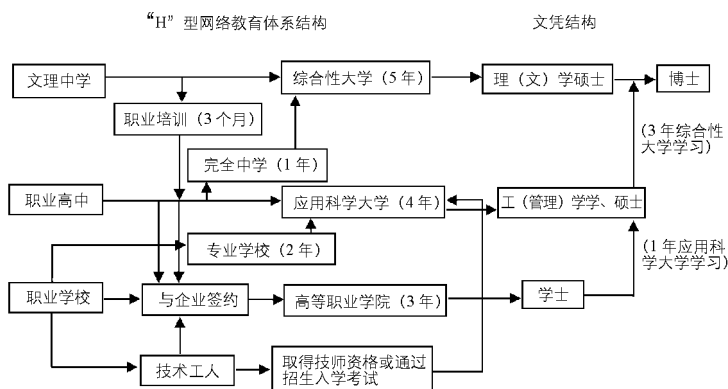 “H”型网络教育体系结构
文凭结构
文理中学
综合性大学（5年）
理（文）学硕士
博士
职业培训（3个月）
（3年综合性
大学学习）
完全中学（1年）
职业高中
应用科学大学（4年）
工（管理）学学、硕士
专业学校（2年）
（1年应用科
学大学学习）
职业学校
与企业签约
高等职业学院（3年）
学士
技术工人
取得技师资格或通过
招生入学考试